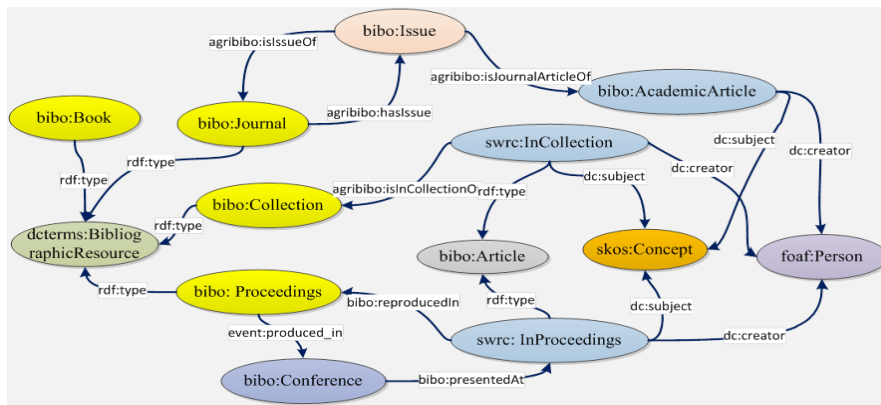 bibo:Issue
agribibo:isIssueOf
agribibo:isJournalArticleOf
bibo:AcademicArticle
bibo:Book
bibo:Journal
agribibo:hasIssue
swrc:InCollection
dc:subject
dc:creator
rdf:type
rdf:type
agribibo:isInCollectionO
rdf:type
dc:subject
dc:creator
bibo:Collection
rdf:type
dcterms:Bibliog
raphicResource
bibo:Article
skos:Concept
foaf:Person
rdf:type
bibo: Proceedings
bibo:reproducedIn
rdf:type
dc:subject
event:produced_in
swrc: InProceedings
dc:creator
bibo:Conference
bibo:presentedAt